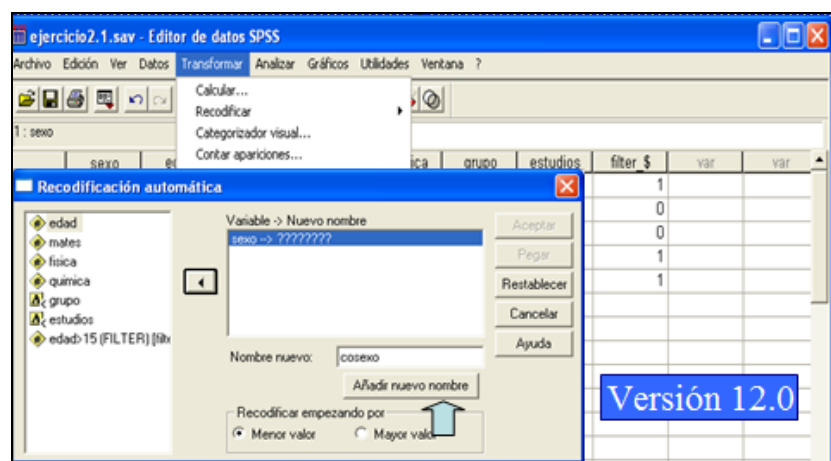 ejercicio2.1.sav - Editor de datos SPSS
Archivo Edición Ver Datos Transformar Analizar Gráficos Utilidades Ventana ?
Calcular...
Recodificar
Categorizador visual...
Contar apariciones...
1 : sexo
sexo ica grupo estudios filter_$ var var
Recodificación automática
1
0
0
1
1
edad
mates
fisica
quimica
grupo
estudios
edad>15 (FILTER) [filte
Variable -> Nuevo nombre
sexo --> ????????
Nombre nuevo: cosexo
Añadir nuevo nombre
Recodificar empezando por
Menor valor Mayor valor
Aceptar
Pegar
Restablecer
Cancelar
Ayuda
Versión 12.0